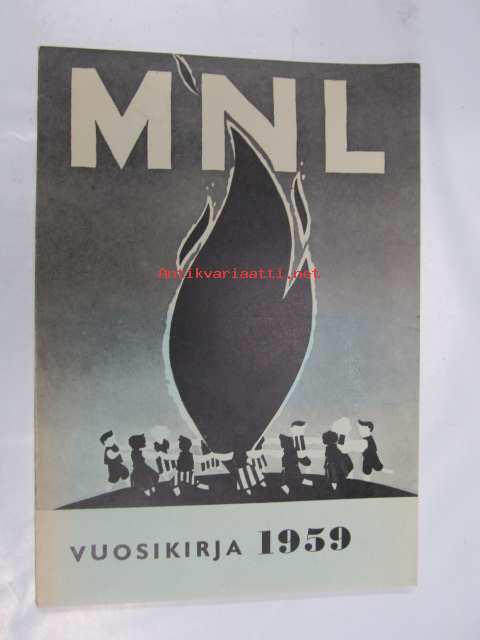 MNL
Antikvariaatti.net
VUOSIKIRJA 1959